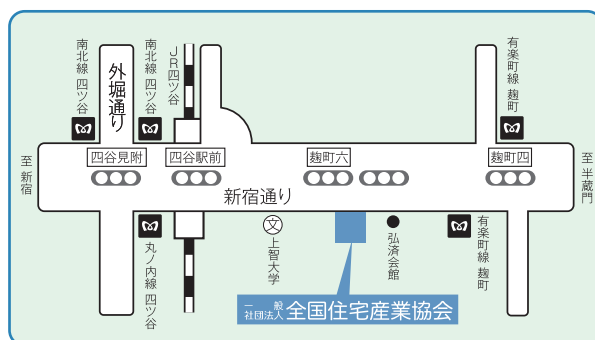 南北線 四ツ谷
外堀通り
南北線 四ツ谷
JR四ツ谷
有楽町線 麹町
四谷見附
四谷駅前
麹町六
麹町四
至 新宿
至 半蔵門
新宿通り
丸ノ内線 四ツ谷
文
上智大学
弘済会館
有楽町線 麹町
一般社団法人 全国住宅産業協会